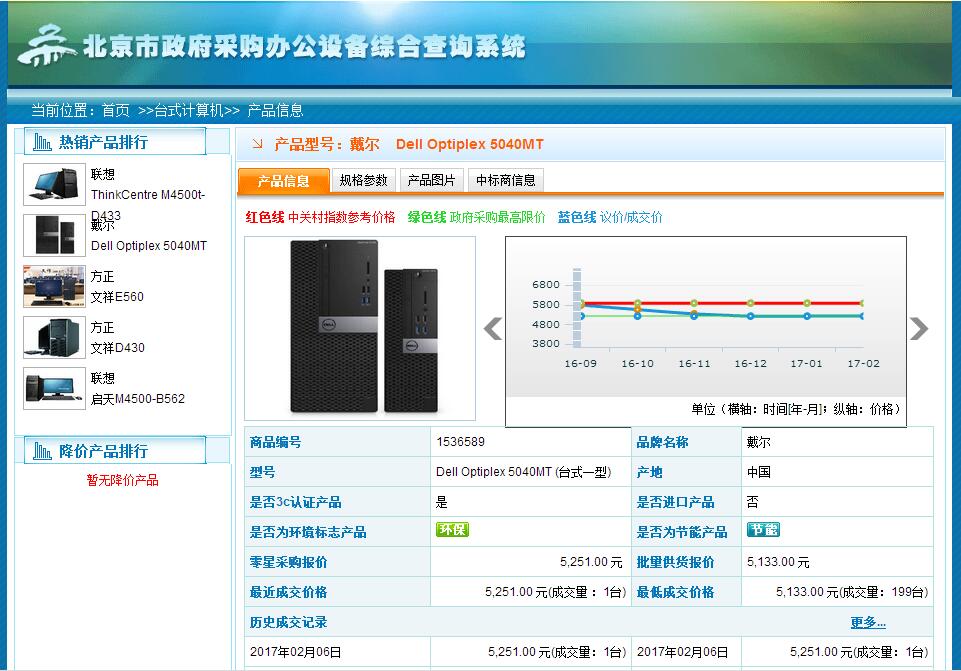 北京市政府采购办公设备综合查询系统
当前位置：首页 >>台式计算机>> 产品信息
热销产品排行
联想
ThinkCentre M4500t-
D433
戴尔
Dell Optiplex 5040MT
方正
文祥E560
方正
文祥D430
联想
启天M4500-B562
降价产品排行
暂无降价产品
产品型号：戴尔 Dell Optiplex 5040MT
产品信息 规格参数 产品图片 中标商信息
红色线 中关村指数参考价格 绿色线 政府采购最高限价 蓝色线 议价/成交价
6800
5800
4800
3800
16-09 16-10 16-11 16-12 17-01 17-02
单位（横轴：时间[年-月]；纵轴：价格）
商品编号 1536589 品牌名称 戴尔
型号 Dell Optiplex 5040MT (台式一型) 产地 中国
是否3c认证产品 是 是否进口产品 否
是否为环境标志产品 环保 是否为节能产品 节能
零星采购报价 5,251.00 元 批量供货报价 5,133.00 元
最近成交价格 5,251.00 元(成交量：1台) 最低成交价格 5,133.00 元(成交量：199台)
历史成交记录 更多...
2017年02月06日 5,251.00 元(成交量：1台) 2017年02月06日 5,251.00 元(成交量：1台)